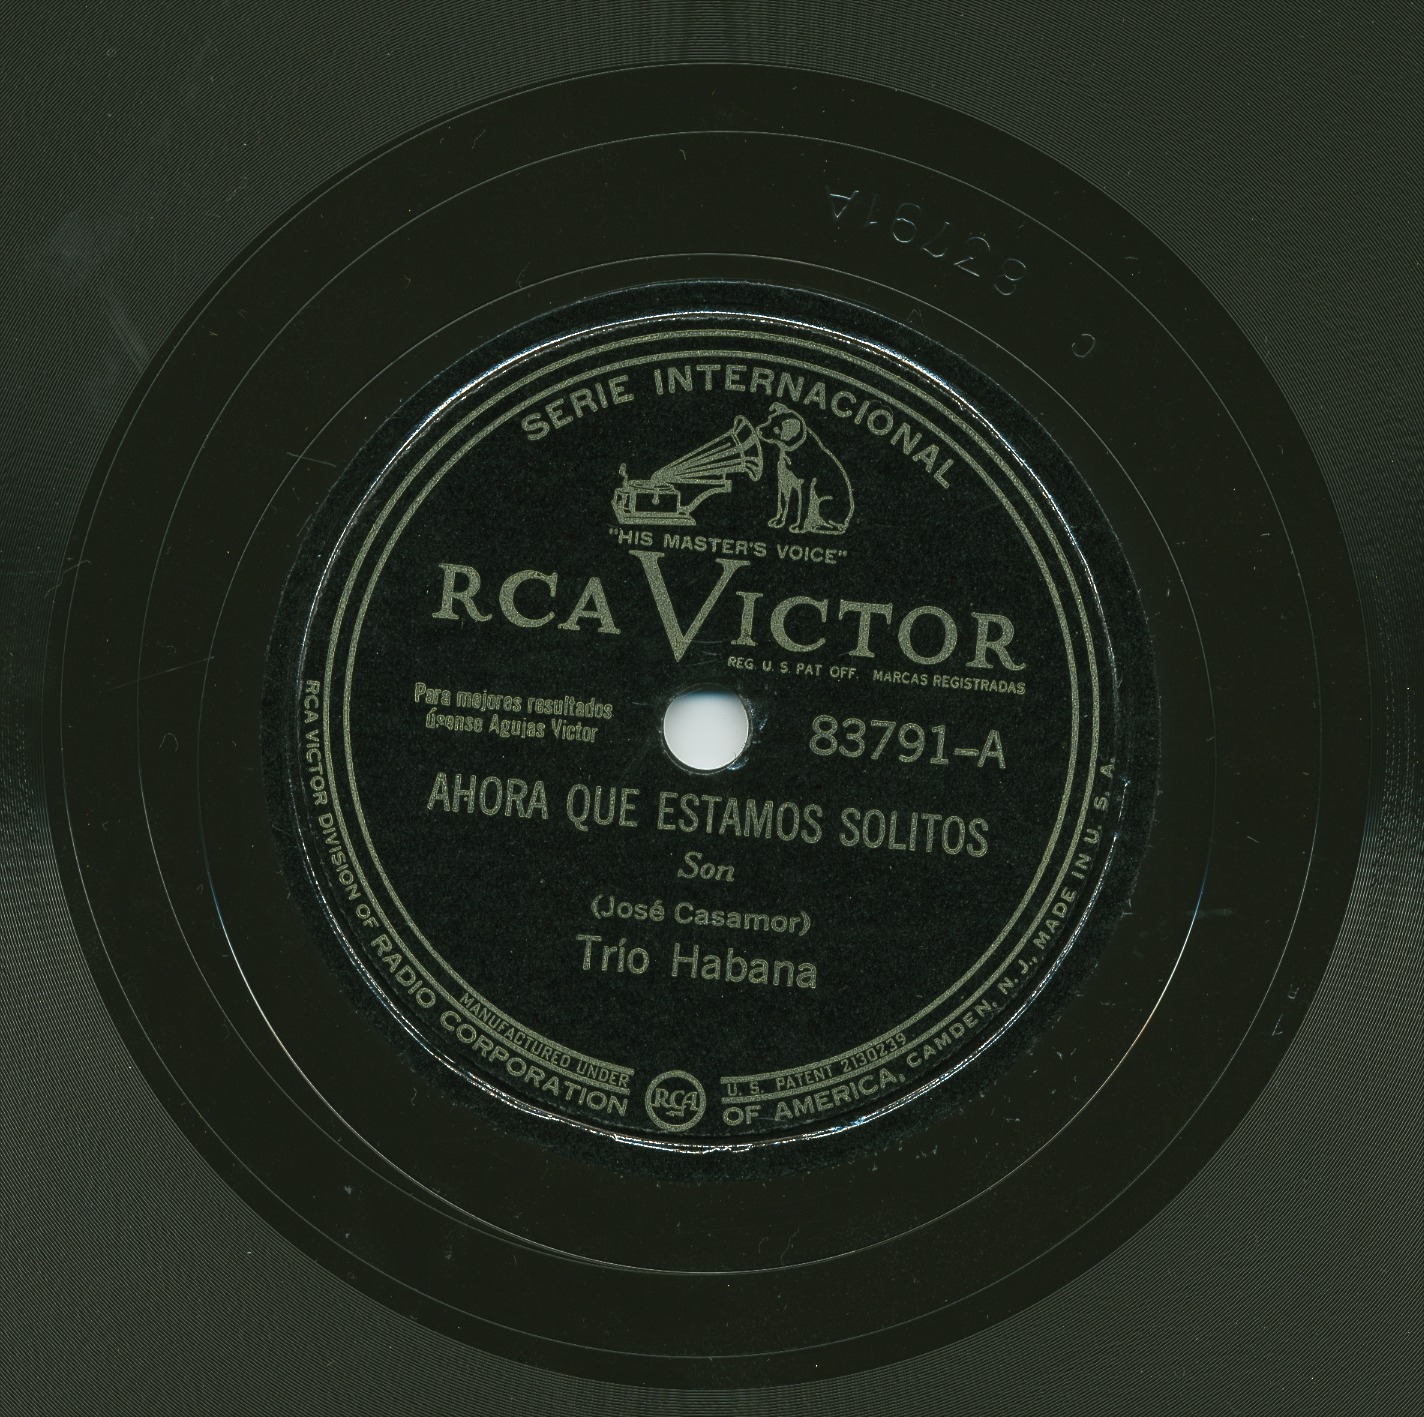 83791A
C
SERIE INTERNACIONAL
"HIS MASTER'S VOICE"
RCA VICTOR
REG. U. S. PAT. OFF. MARCAS REGISTRADAS
Para mejores resultados
úsense Agujas Victor
83791-A
AHORA QUE ESTAMOS SOLITOS
Son
(José Casamor)
Trío Habana
MANUFACTURED UNDER
U. S. PATENT 2130239
RCA VICTOR DIVISION OF RADIO CORPORATION
RCA
OF AMERICA, CAMDEN, N. J., MADE IN U. S. A.